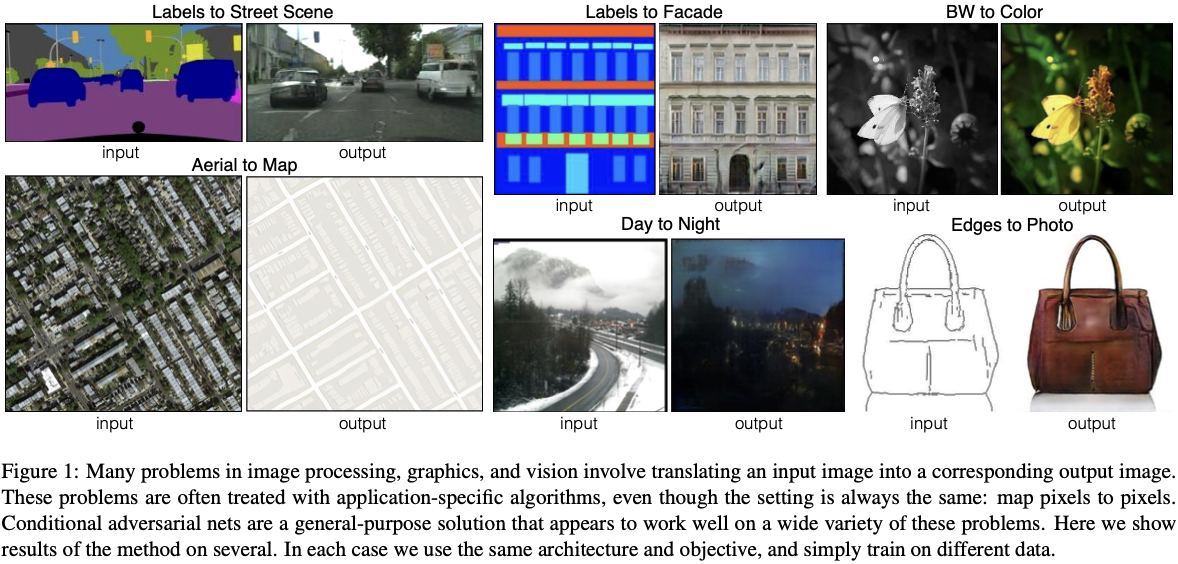 Labels to Street Scene
input
output
Aerial to Map
input
output
Labels to Facade
input
output
BW to Color
input
output
Day to Night
input
output
Edges to Photo
input
output
Figure 1: Many problems in image processing, graphics, and vision involve translating an input image into a corresponding output image.
These problems are often treated with application-specific algorithms, even though the setting is always the same: map pixels to pixels.
Conditional adversarial nets are a general-purpose solution that appears to work well on a wide variety of these problems. Here we show
results of the method on several. In each case we use the same architecture and objective, and simply train on different data.